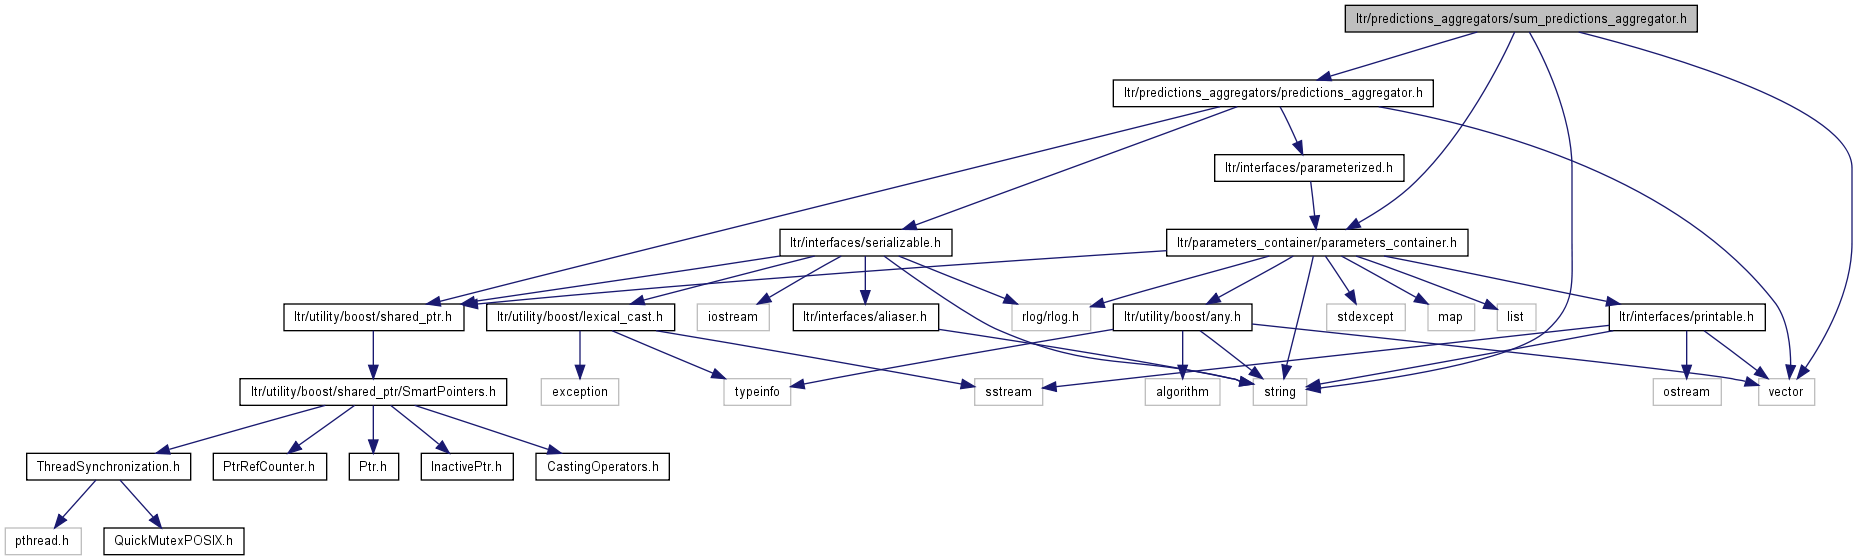 ltr/predictions_aggregators/sum_predictions_aggregator.h
ltr/predictions_aggregators/predictions_aggregator.h
ltr/interfaces/parameterized.h
ltr/interfaces/serializable.h
ltr/parameters_container/parameters_container.h
ltr/utility/boost/shared_ptr.h
ltr/utility/boost/lexical_cast.h
iostream
ltr/interfaces/aliaser.h
rlog/rlog.h
ltr/utility/boost/any.h
stdexcept
map
list
ltr/interfaces/printable.h
ltr/utility/boost/shared_ptr/SmartPointers.h
exception
typeinfo
sstream
algorithm
string
ostream
vector
ThreadSynchronization.h
PtrRefCounter.h
Ptr.h
InactivePtr.h
CastingOperators.h
pthread.h
QuickMutexPOSIX.h